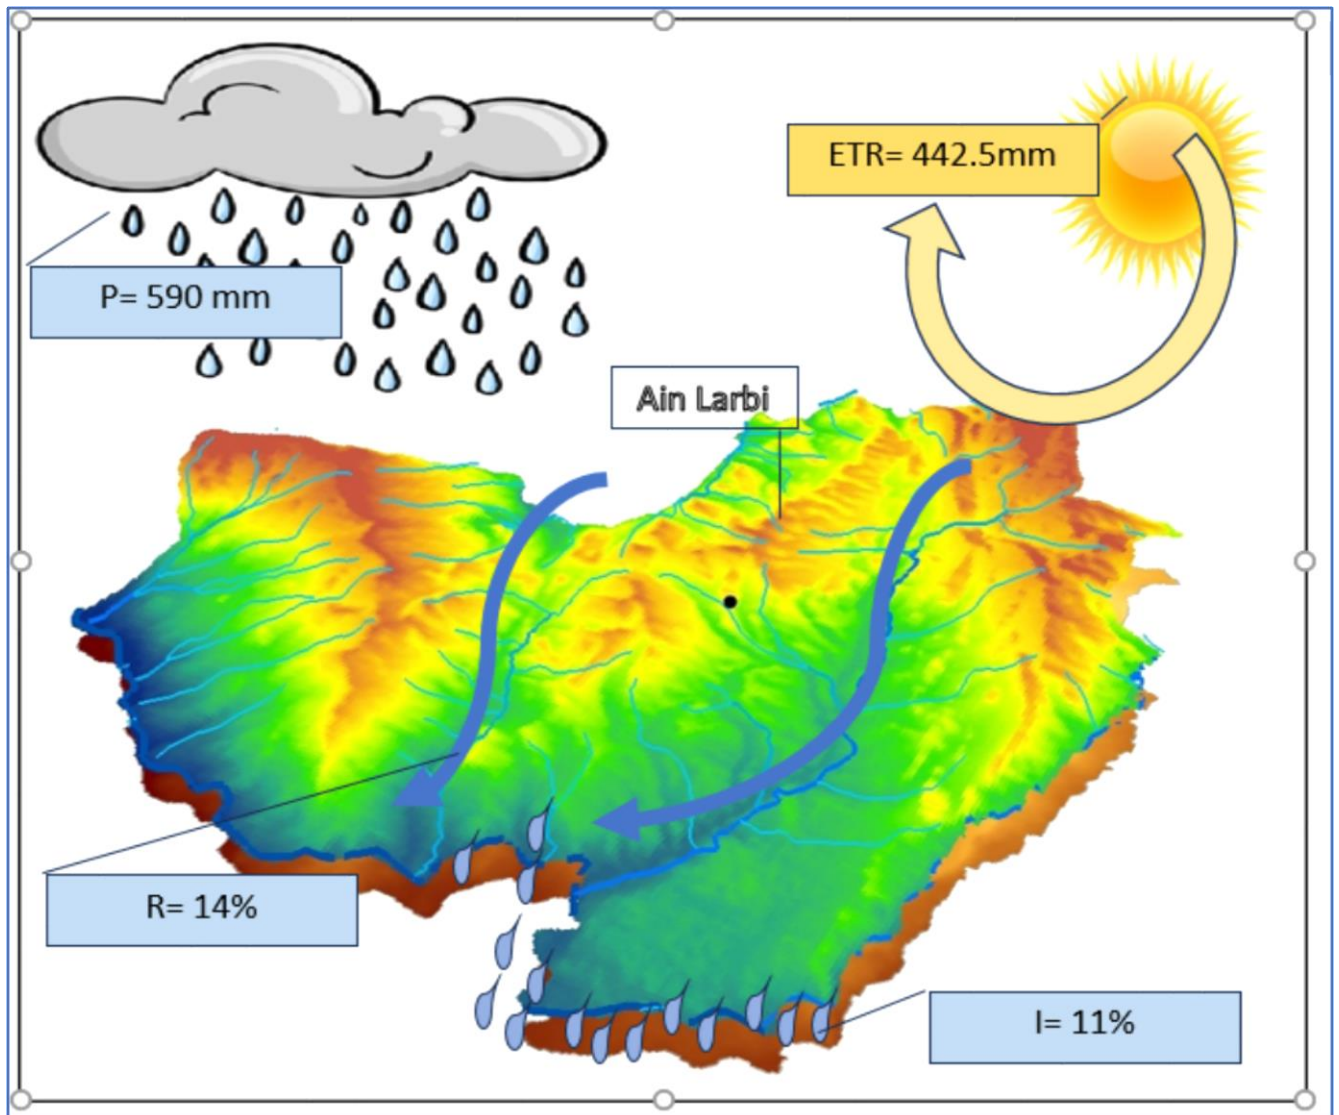 ETR= 442.5mm
P= 590 mm
Ain Larbi
R= 14%
I= 11%